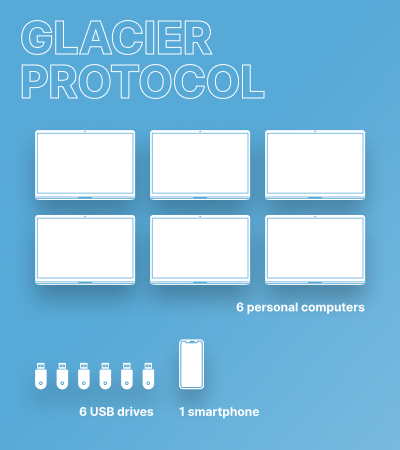 GLACIER
PROTOCOL
6 personal computers
6 USB drives
1 smartphone